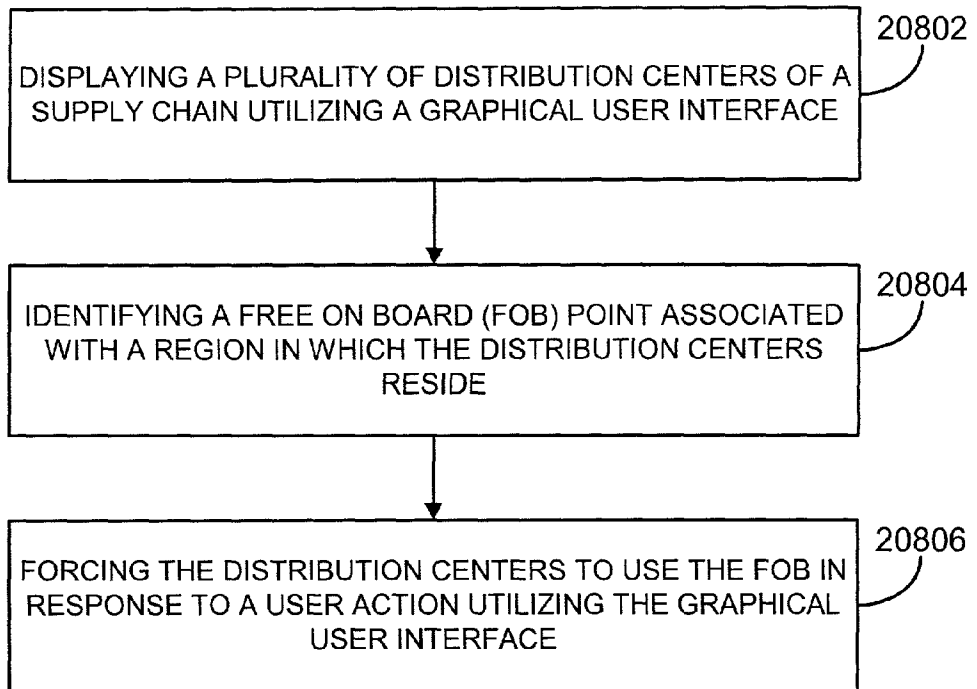 20802
DISPLAYING A PLURALITY OF DISTRIBUTION CENTERS OF A
SUPPLY CHAIN UTILIZING A GRAPHICAL USER INTERFACE
20804
IDENTIFYING A FREE ON BOARD (FOB) POINT ASSOCIATED
WITH A REGION IN WHICH THE DISTRIBUTION CENTERS
RESIDE
20806
FORCING THE DISTRIBUTION CENTERS TO USE THE FOB IN
RESPONSE TO A USER ACTION UTILIZING THE GRAPHICAL
USER INTERFACE